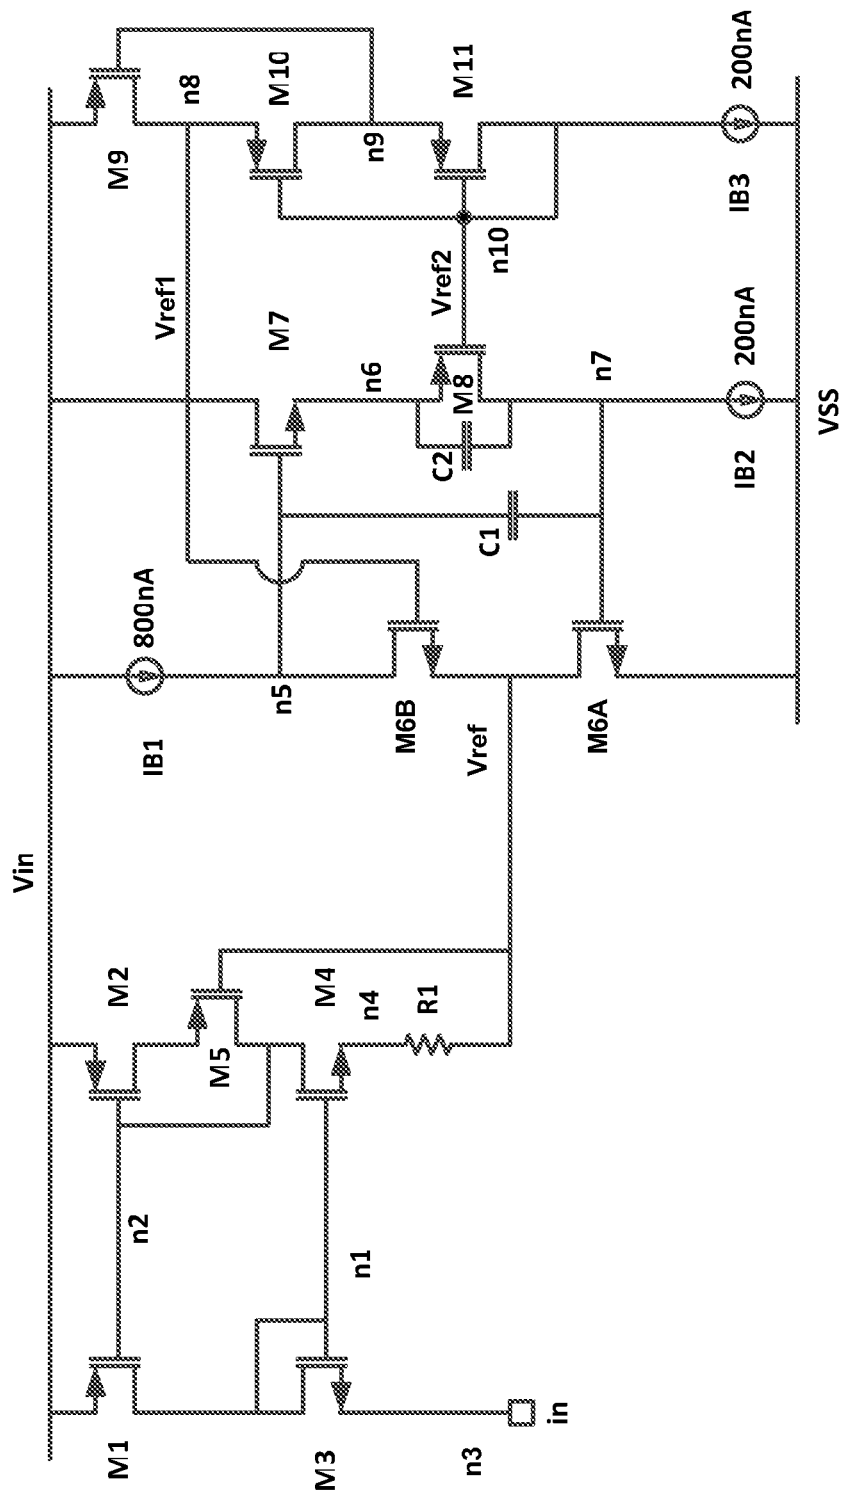 Vin
M1
M3
n3
in
n2
n1
M2
M5
M4
n4
R1
IB1
800nA
n5
M6B
Vref
M6A
Vref1
M7
n6
M8
C2
C1
Vref2
n7
IB2
200nA
VSS
M9
n8
M10
n9
M11
n10
IB3
200nA